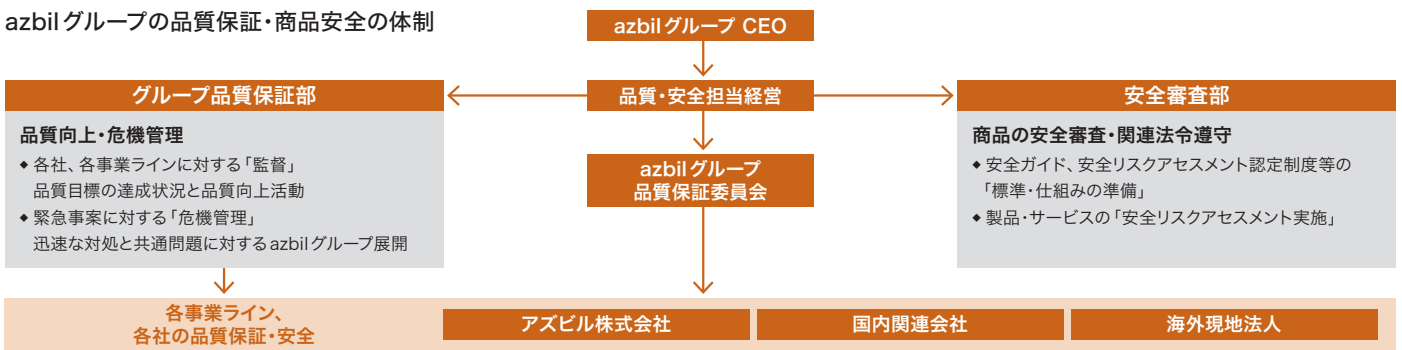 azbilグループの品質保証・商品安全の体制
azbilグループ CEO
グループ品質保証部
品質・安全担当経営
安全審査部
品質向上・危機管理
◆ 各社、各事業ラインに対する「監督」
品質目標の達成状況と品質向上活動
◆ 緊急事案に対する「危機管理」
迅速な対処と共通問題に対するazbilグループ展開
azbilグループ
品質保証委員会
商品の安全審査・関連法令遵守
◆ 安全ガイド、安全リスクアセスメント認定制度等の
「標準・仕組みの準備」
◆ 製品・サービスの「安全リスクアセスメント実施」
各事業ライン、
各社の品質保証・安全
アズビル株式会社
国内関連会社
海外現地法人